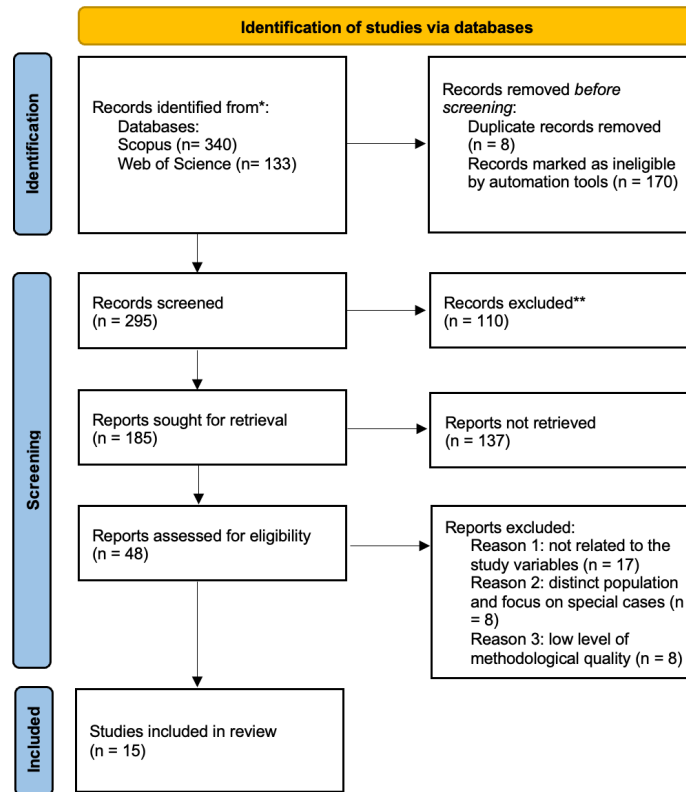 Identification of studies via databases
Identification
Records identified from*:
Databases:
Scopus (n= 340)
Web of Science (n= 133)
Records removed before
screening:
Duplicate records removed
(n = 8)
Records marked as ineligible
by automation tools (n = 170)
Screening
Records screened
(n = 295)
Records excluded**
(n = 110)
Reports sought for retrieval
(n = 185)
Reports not retrieved
(n = 137)
Reports assessed for eligibility
(n = 48)
Reports excluded:
Reason 1: not related to the
study variables (n = 17)
Reason 2: distinct population
and focus on special cases (n
= 8)
Reason 3: low level of
methodological quality (n = 8)
Included
Studies included in review
(n = 15)